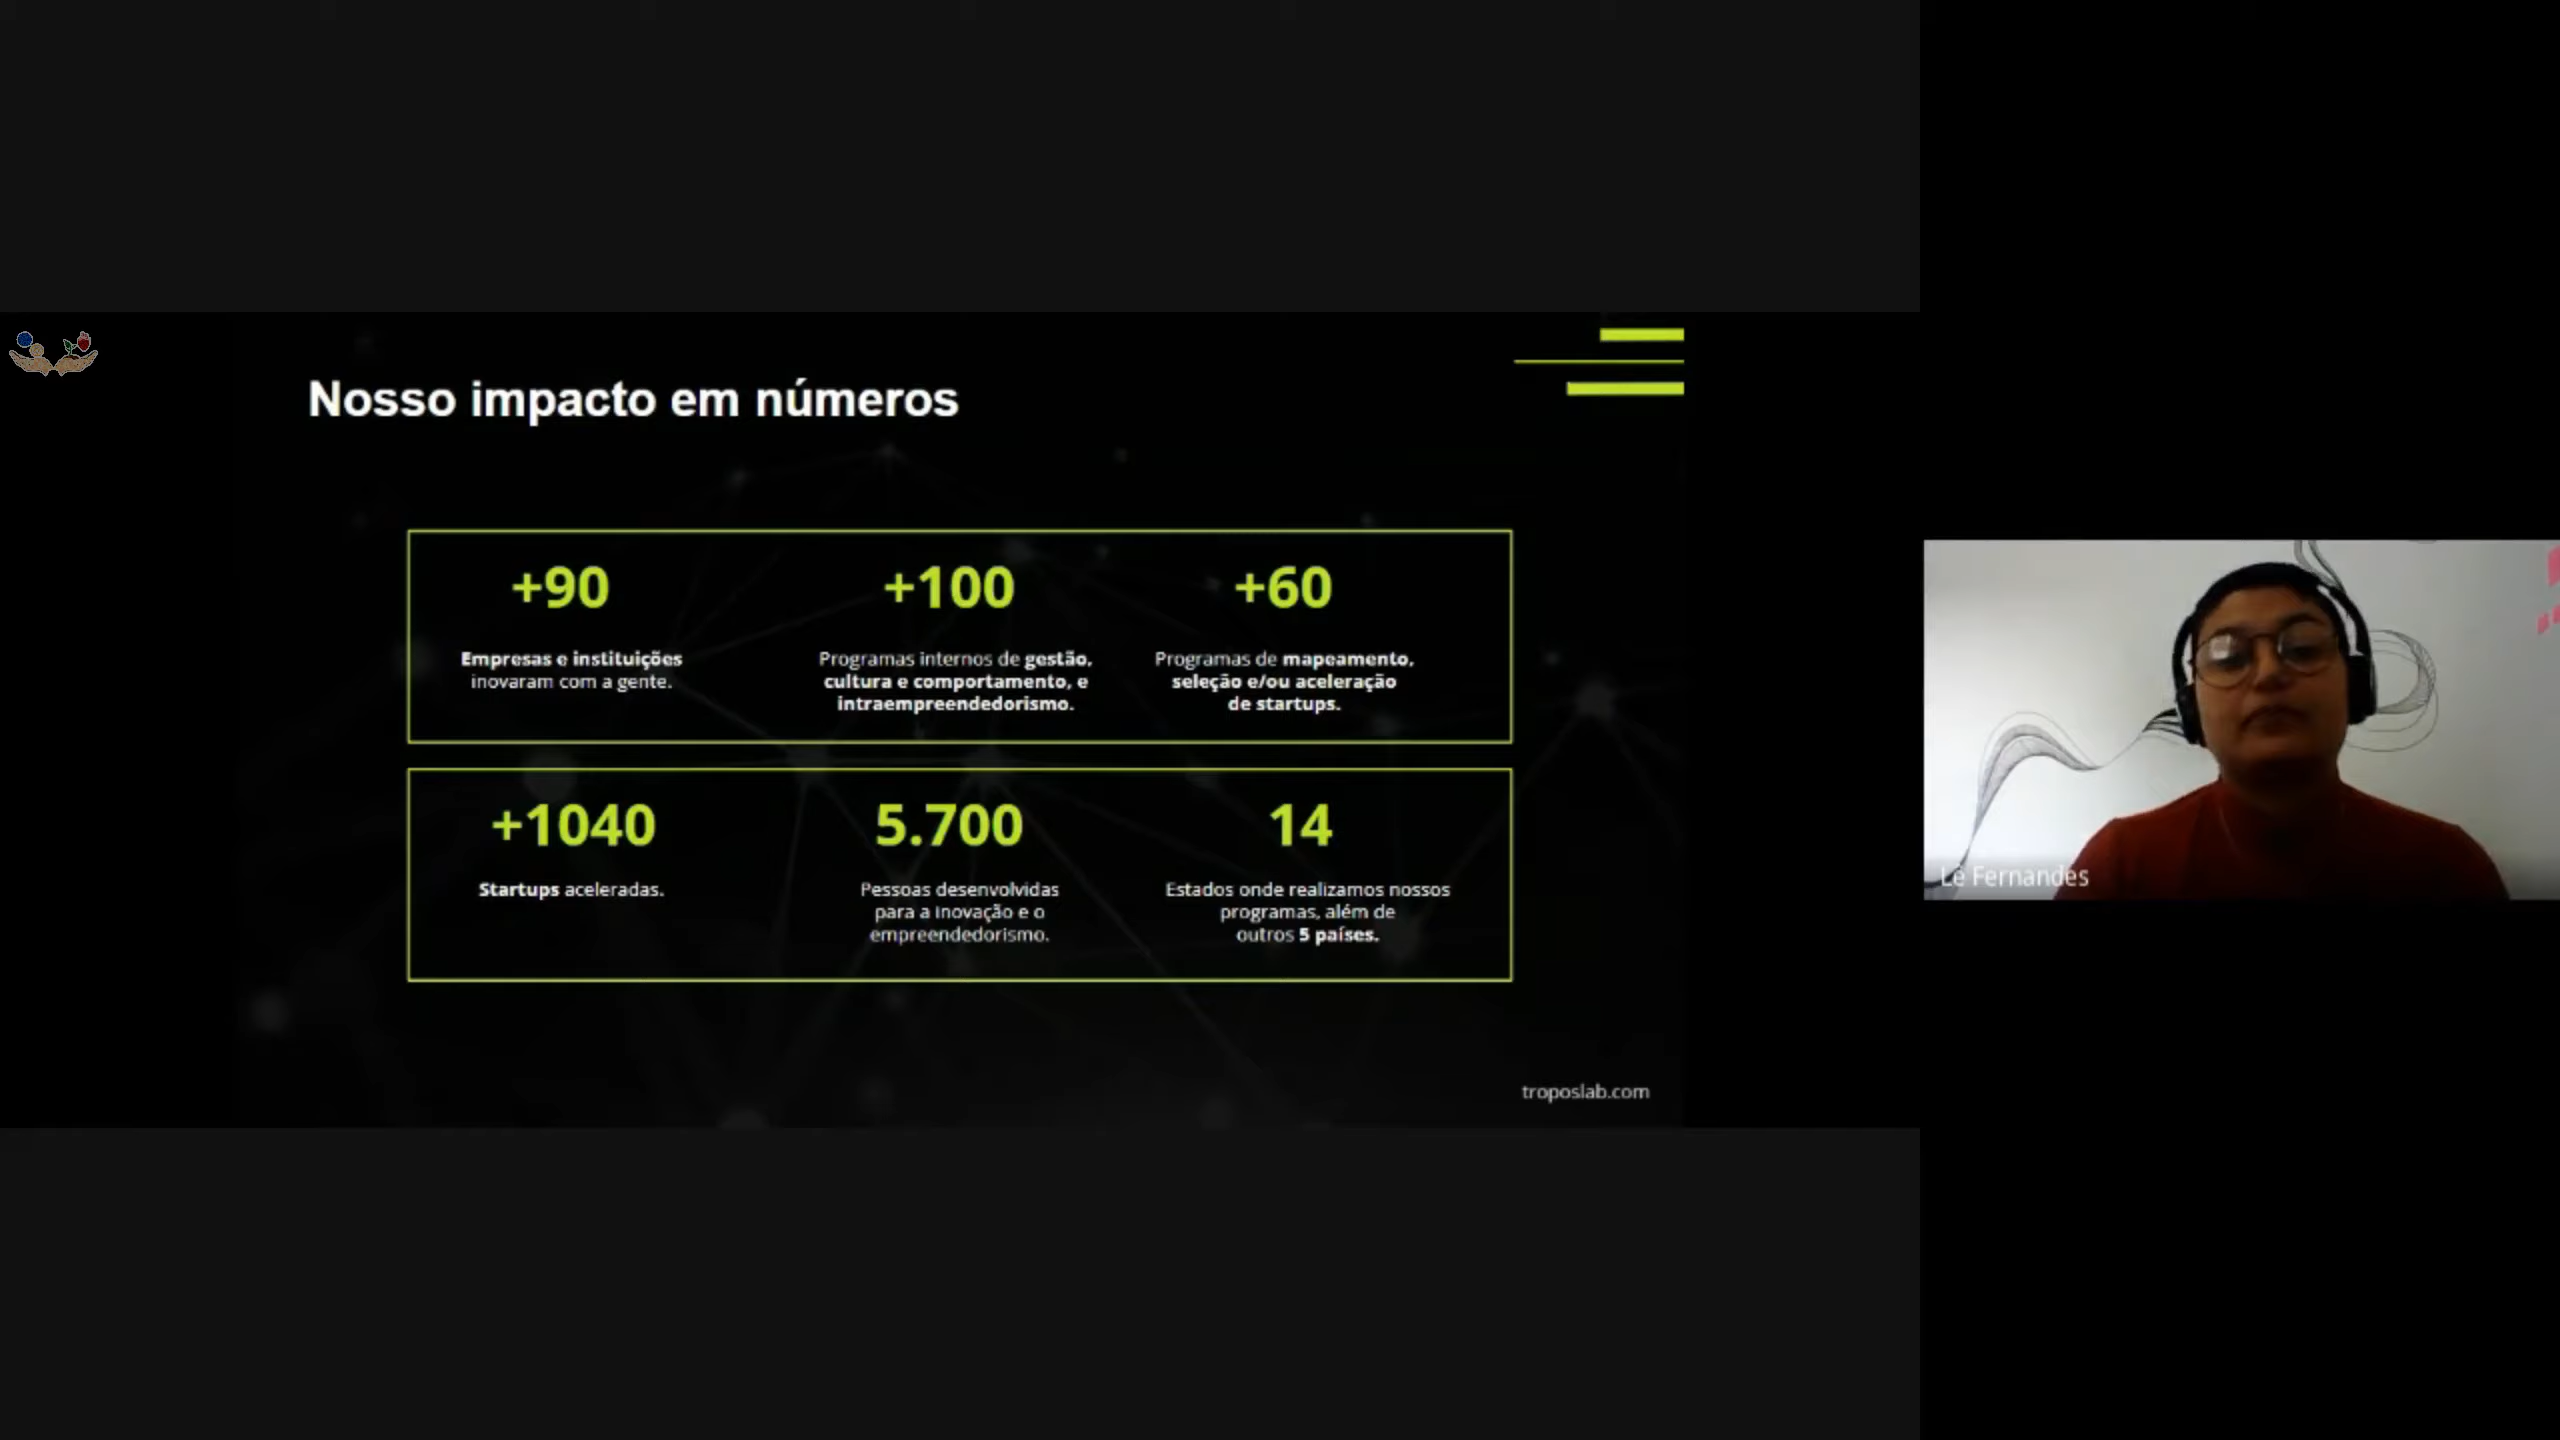 Nosso impacto em números
+90
Empresas e instituições
inovaram com a gente.
+100
Programas internos de gestão,
cultura e comportamento, e
intraempreendedorismo.
+60
Programas de mapeamento,
seleção e/ou aceleração
de startups.
+1040
Startups aceleradas.
5.700
Pessoas desenvolvidas
para a inovação e o
empreendedorismo.
14
Estados onde realizamos nossos
programas, além de
outros 5 países.
troposlab.com
Lê Fernandes